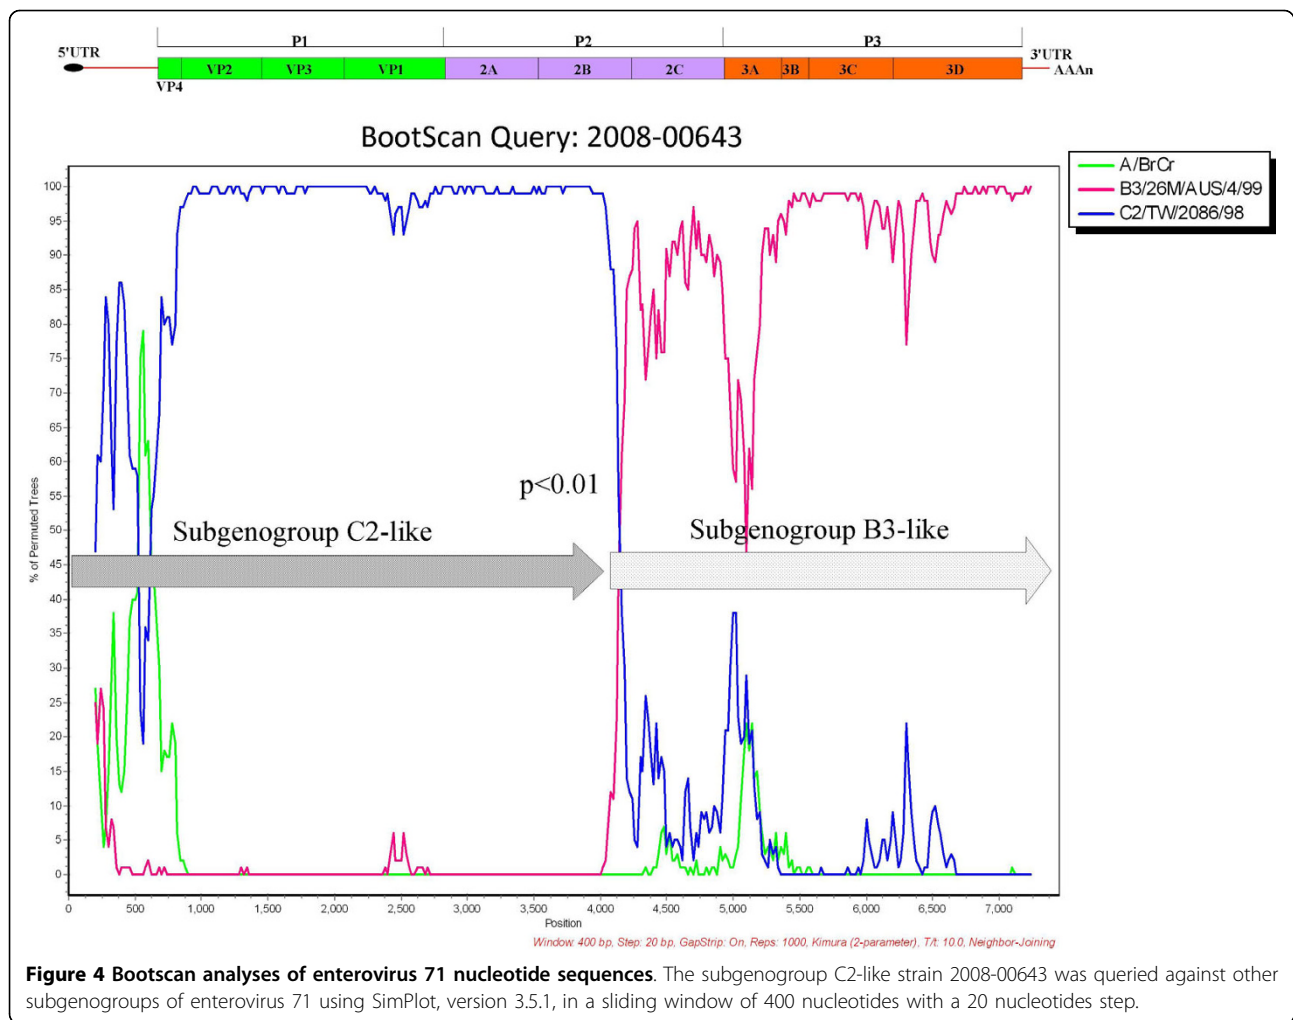 P1 P2 P3
5'UTR 3'UTR
VP2 VP3 VP1 2A 2B 2C 3A 3B 3C 3D
VP4 AAAn
BootScan Query: 2008-00643
A/BrCr
B3/26M/AUS/4/99
C2/TW/2086/98
% of Permuted Trees
100
95
90
85
80
75
70
65
60
55
50
45
40
35
30
25
20
15
10
5
0
p<0.01
Subgenogroup C2-like
Subgenogroup B3-like
0 500 1,000 1,500 2,000 2,500 3,000 3,500 4,000 4,500 5,000 5,500 6,000 6,500 7,000
Position
Window: 400 bp, Step: 20 bp, GapStrip: On, Reps: 1000, Kimura (2-parameter), T/t: 10.0, Neighbor-Joining
Figure 4 Bootscan analyses of enterovirus 71 nucleotide sequences. The subgenogroup C2-like strain 2008-00643 was queried against other
subgenogroups of enterovirus 71 using SimPlot, version 3.5.1, in a sliding window of 400 nucleotides with a 20 nucleotides step.